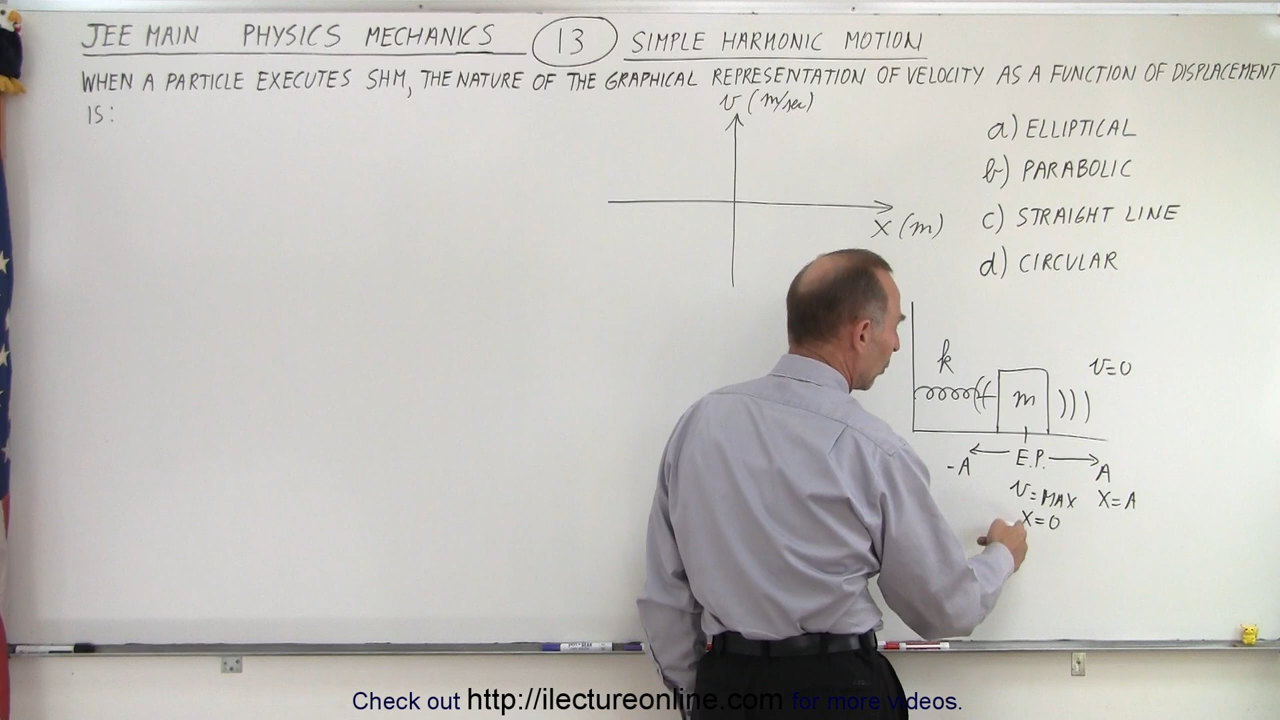 JEE MAIN PHYSICS MECHANICS 13 SIMPLE HARMONIC MOTION
WHEN A PARTICLE EXECUTES SHM, THE NATURE OF THE GRAPHICAL REPRESENTATION OF VELOCITY AS A FUNCTION OF DISPLACEMENT
IS:
v (m/sec)
X (m)
a) ELLIPTICAL
b) PARABOLIC
c) STRAIGHT LINE
d) CIRCULAR
k
m
v=0
-A
E.P.
A
v=MAX
X=A
X=0
Check out http://ilectureonline.com for more videos.